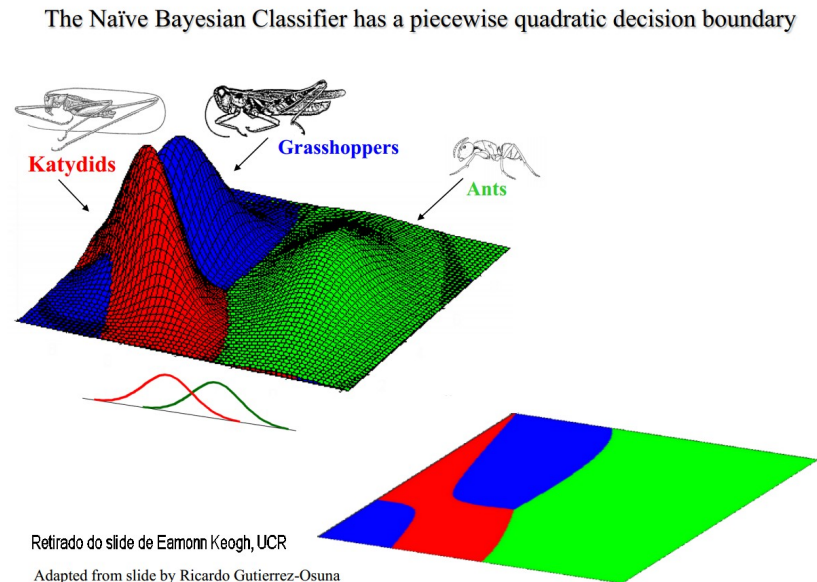 The Naïve Bayesian Classifier has a piecewise quadratic decision boundary
Grasshoppers
Katydids
Ants
Retirado do slide de Eamonn Keogh, UCR
Adapted from slide by Ricardo Gutierrez-Osuna